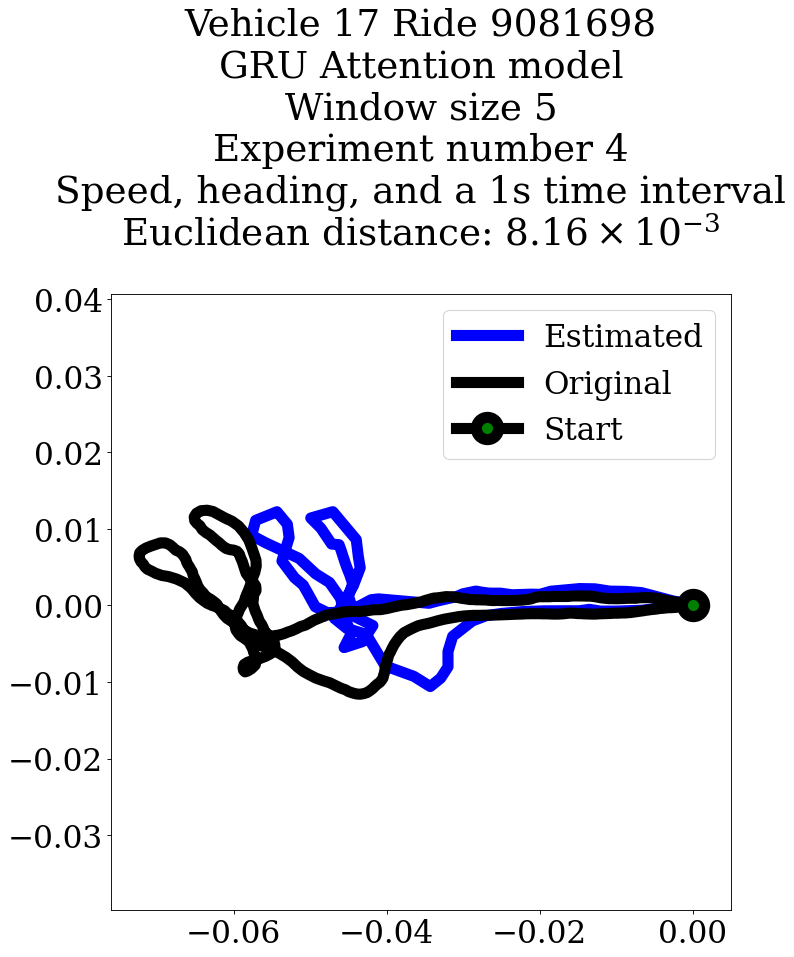 Vehicle 17 Ride 9081698
GRU Attention model
Window size 5
Experiment number 4
Speed, heading, and a 1s time interval
Euclidean distance: 8.16 × 10⁻³
Estimated
Original
Start
0.04
0.03
0.02
0.01
0.00
−0.01
−0.02
−0.03
−0.06
−0.04
−0.02
0.00